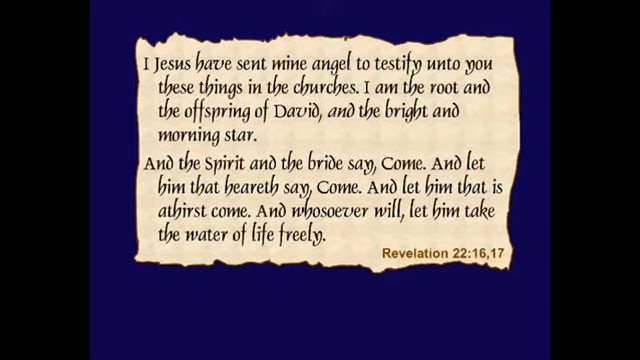 I Jesus have sent mine angel to testify unto you
these things in the churches. I am the root and
the offspring of David, and the bright and
morning star.
And the Spirit and the bride say, Come. And let
him that heareth say, Come. And let him that is
athirst come. And whosoever will, let him take
the water of life freely.
Revelation 22:16,17